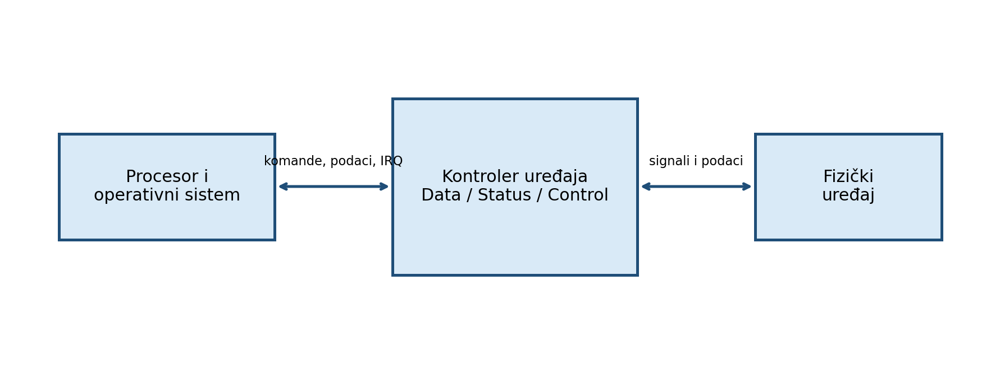 Procesor i
operativni sistem
komande, podaci, IRQ
Kontroler uređaja
Data / Status / Control
signali i podaci
Fizički
uređaj